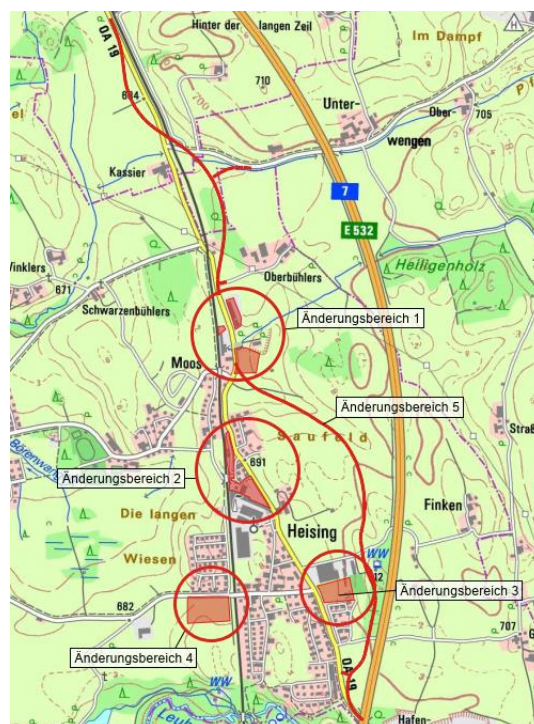 Hinter der langen Zeil
H
OA 19
Im Dampf
710
684
700
Unter-
wengen
Ober-
705
Kassier
7
E 532
Winklers
671
Oberbühlers
Heiligenholz
Schwarzenbühlers
Änderungsbereich 1
Moos
Änderungsbereich 5
Saufeld
Änderungsbereich 2
691
Finken
Die langen
Wiesen
Heising
WW
682
Änderungsbereich 3
707
Änderungsbereich 4
OA 19
WW
Hafen-